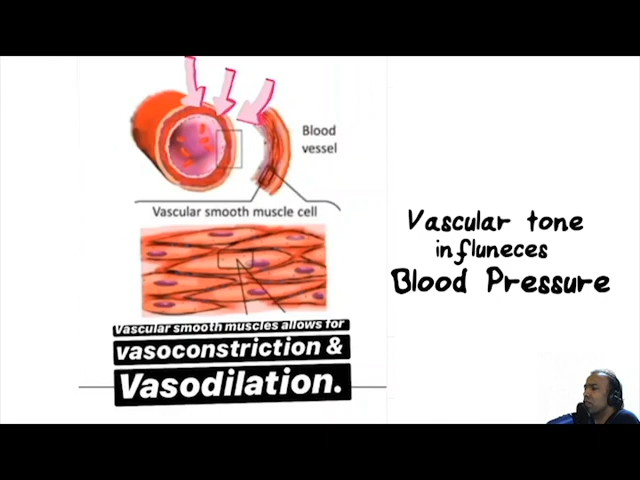 Blood
vessel
Vascular smooth muscle cell
Vascular smooth muscles allows for
vasoconstriction &
Vasodilation.
Vascular tone
influneces
Blood Pressure